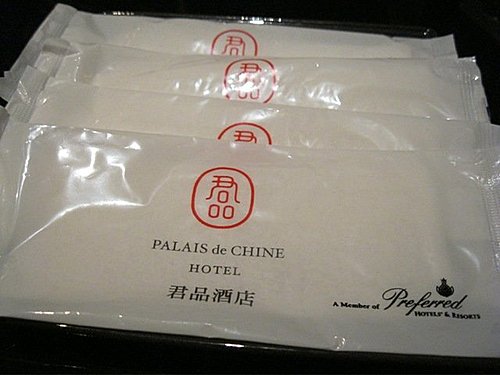 君品
PALAIS de CHINE
HOTEL
君品酒店
A Member of Preferred
HOTELS & RESORTS